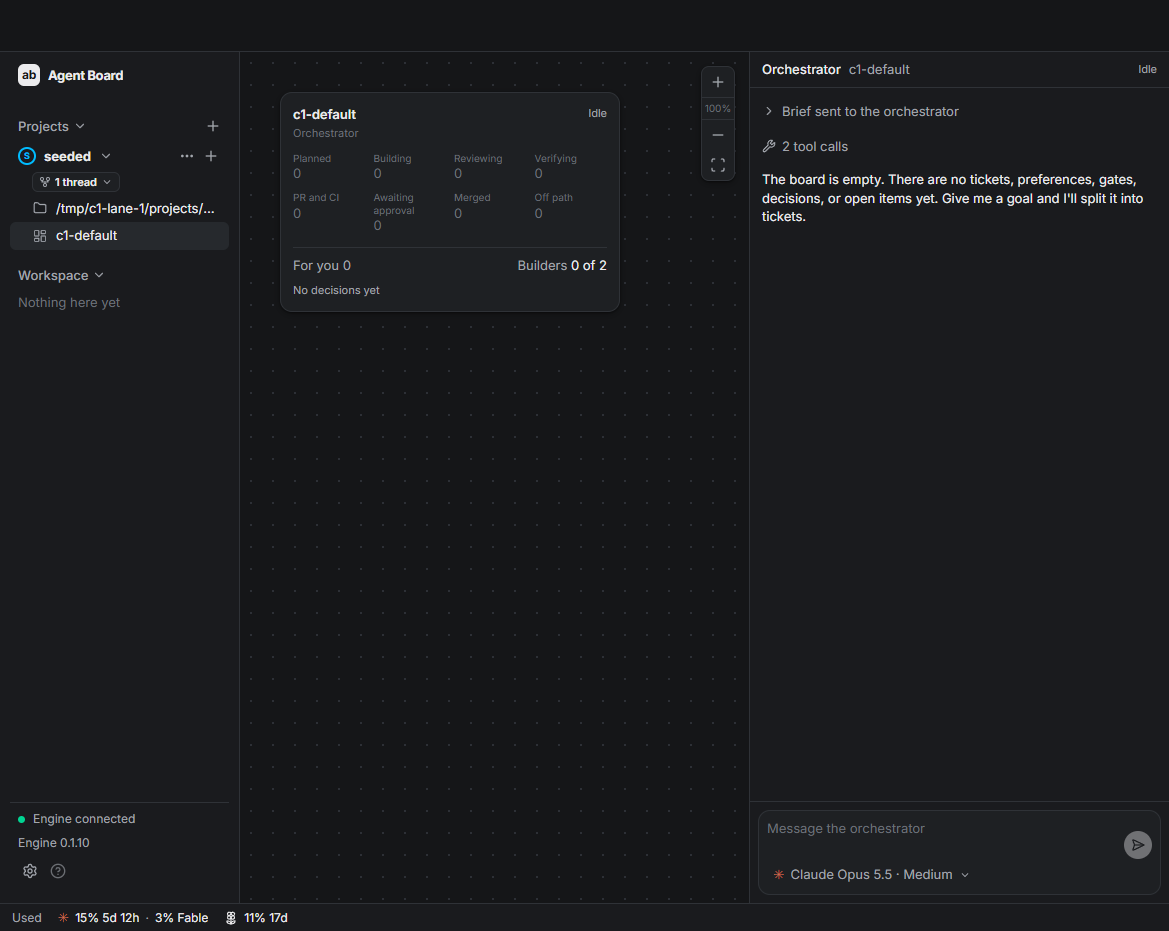 ab Agent Board
Projects
S seeded
1 thread
/tmp/c1-lane-1/projects/...
c1-default
Workspace
Nothing here yet
Engine connected
Engine 0.1.10
c1-default Idle
Orchestrator
Planned Building Reviewing Verifying
0 0 0 0
PR and CI Awaiting approval Merged Off path
0 0 0 0
For you 0 Builders 0 of 2
No decisions yet
100%
Orchestrator c1-default Idle
Brief sent to the orchestrator
2 tool calls
The board is empty. There are no tickets, preferences, gates,
decisions, or open items yet. Give me a goal and I'll split it into
tickets.
Message the orchestrator
Claude Opus 5.5 · Medium
Used 15% 5d 12h · 3% Fable 11% 17d